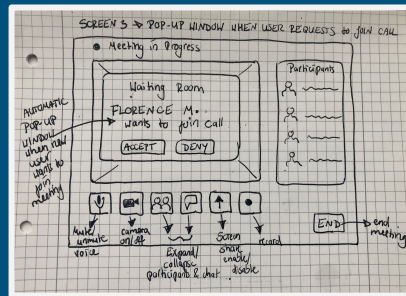 SCREEN 3 → POP-UP WINDOW WHEN USER REQUESTS to JOIN CALL
Meeting in Progress
Participants
Waiting Room
FLORENCE M.
wants to join call
ACCEPT DENY
AUTOMATIC
POP-UP
WINDOW
when new
user
wants to
join
meeting
END → end
meeting
Mute/
unmute
voice
camera
on/off
Expand/
collapse
participants & chat
Screen
share
enable/
disable
record